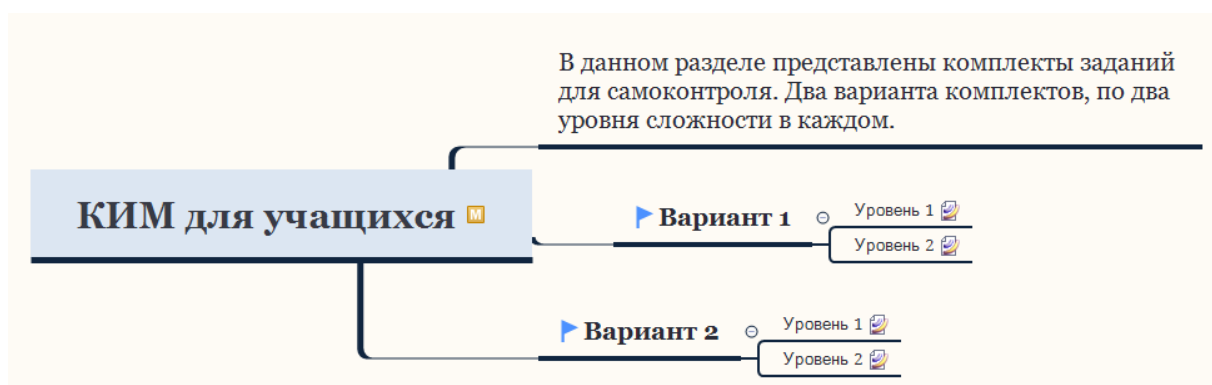 В данном разделе представлены комплекты заданий
для самоконтроля. Два варианта комплектов, по два
уровня сложности в каждом.
КИМ для учащихся M
Вариант 1
Уровень 1
Уровень 2
Вариант 2
Уровень 1
Уровень 2